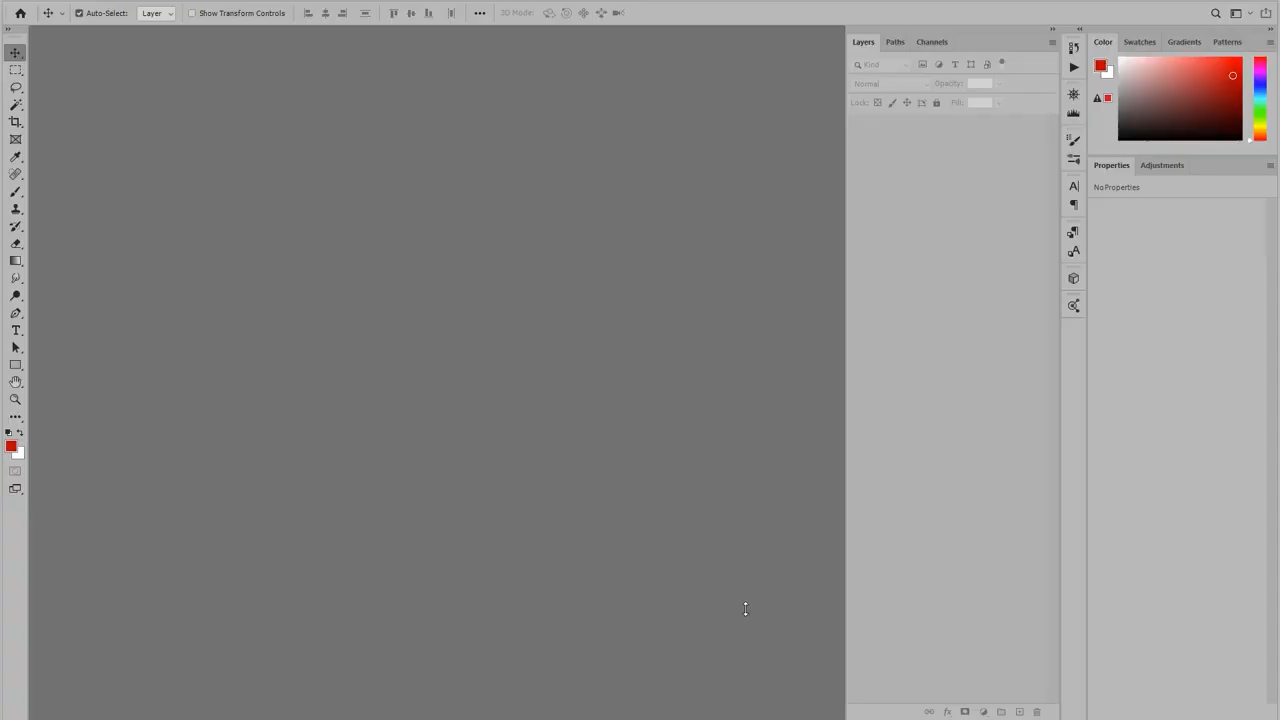 Auto-Select: Layer Show Transform Controls 3D Mode:
Layers Paths Channels
Kind
Normal Opacity:
Lock: Fill:
Color Swatches Gradients Patterns
Properties Adjustments
No Properties